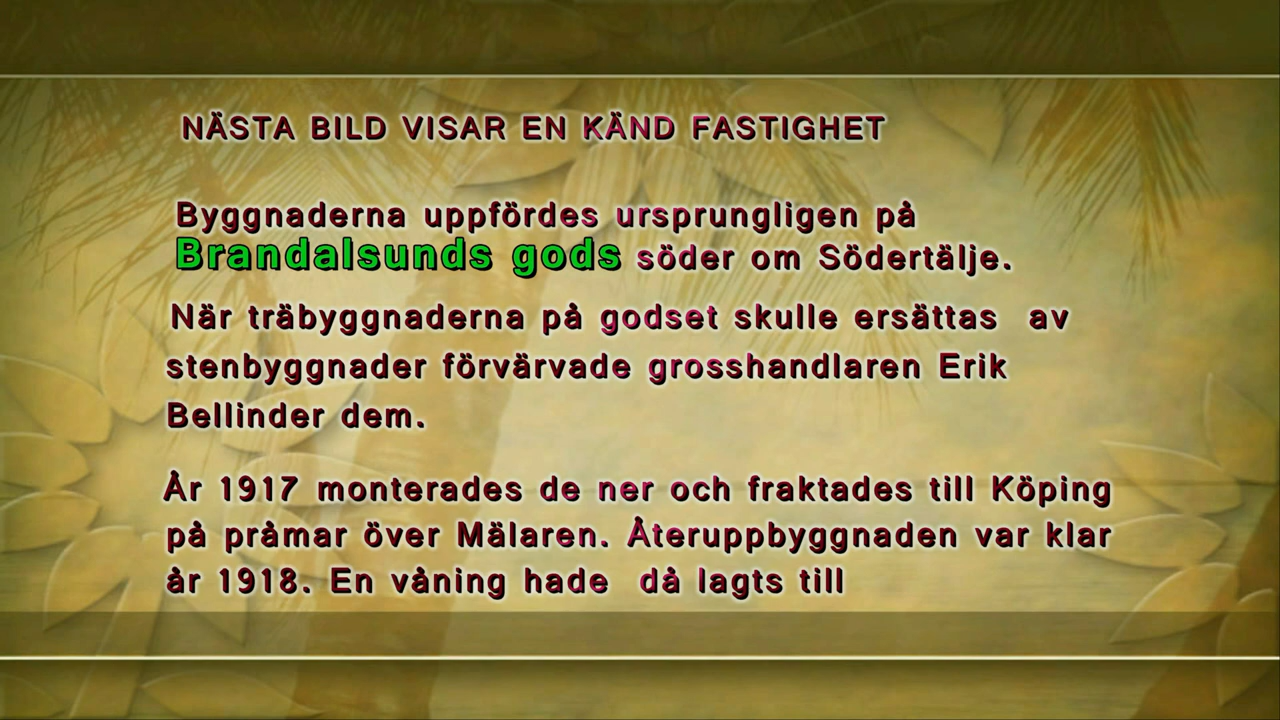 NÄSTA BILD VISAR EN KÄND FASTIGHET
Byggnaderna uppfördes ursprungligen på
Brandalsunds gods söder om Södertälje.
När träbyggnaderna på godset skulle ersättas av
stenbyggnader förvärvade grosshandlaren Erik
Bellinder dem.
År 1917 monterades de ner och fraktades till Köping
på pråmar över Mälaren. Återuppbyggnaden var klar
år 1918. En våning hade då lagts till